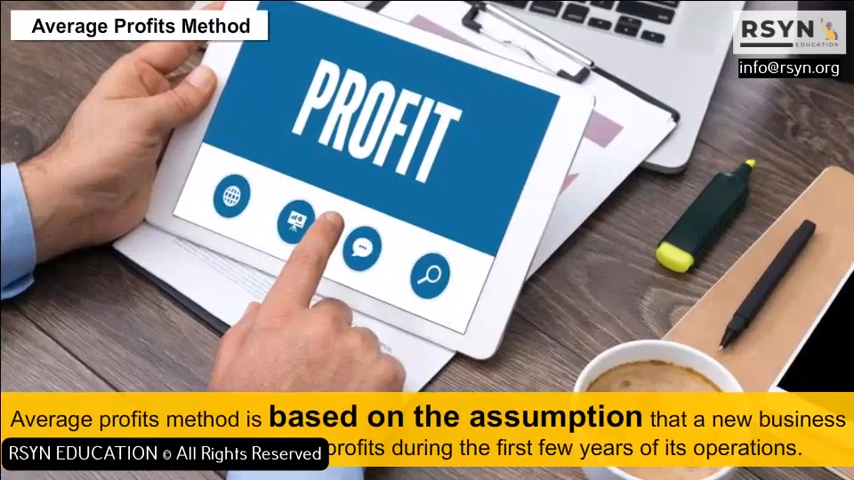 Average Profits Method
RSYN
EDUCATION
info@rsyn.org
PROFIT
Average profits method is based on the assumption that a new business
profits during the first few years of its operations.
RSYN EDUCATION © All Rights Reserved